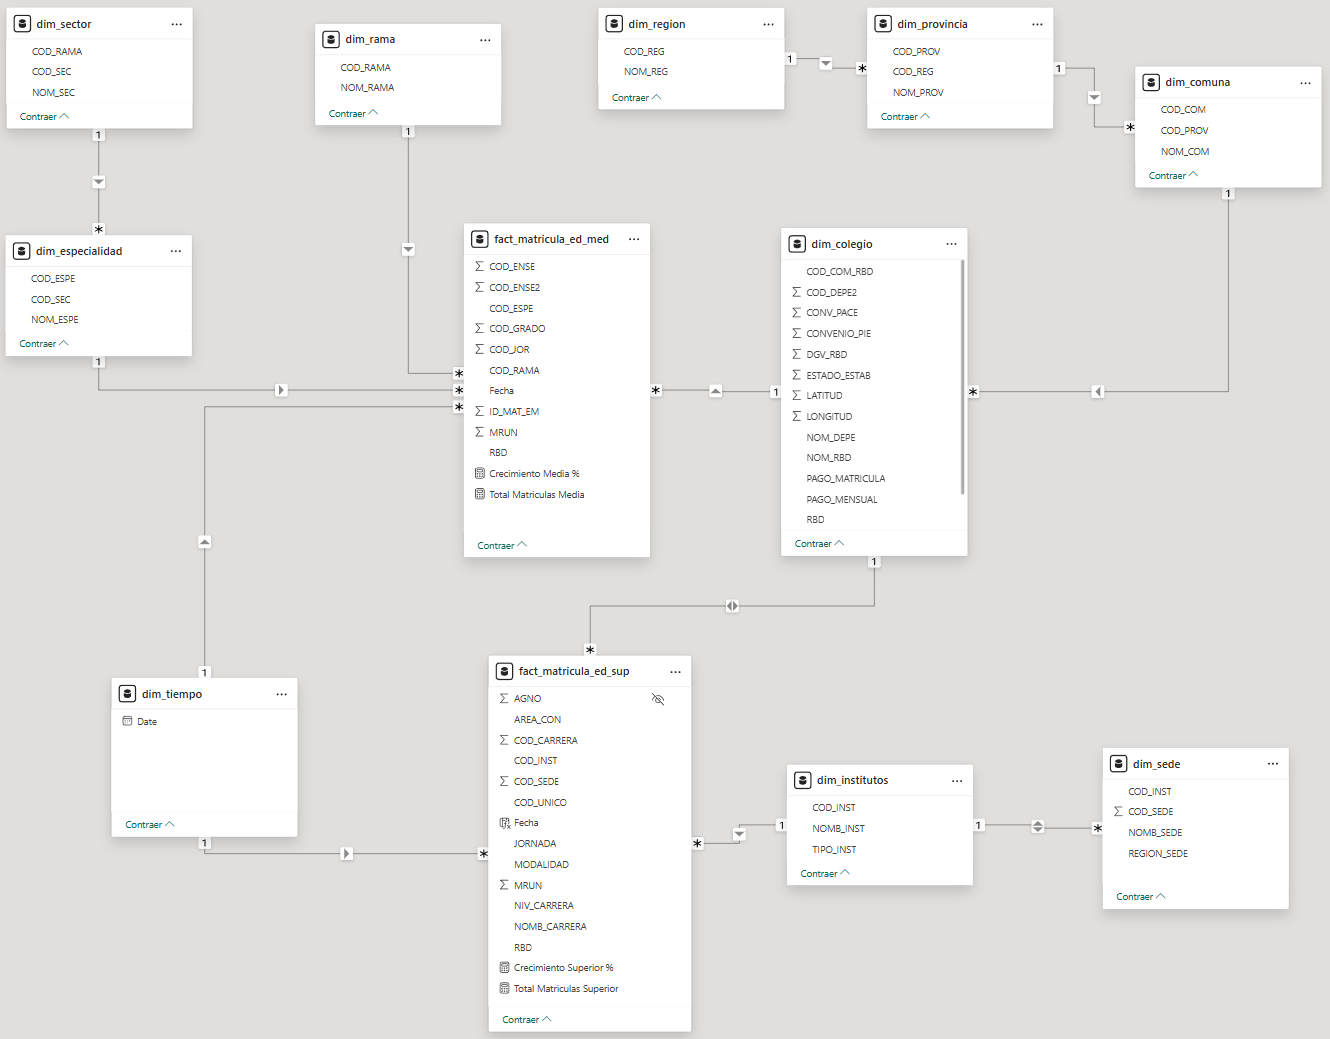 dim_sector
COD_RAMA
COD_SEC
NOM_SEC
Contraer
1
*
dim_rama
COD_RAMA
NOM_RAMA
Contraer
1
dim_region
COD_REG
NOM_REG
Contraer
1
*
dim_provincia
COD_PROV
COD_REG
NOM_PROV
Contraer
1
*
dim_comuna
COD_COM
COD_PROV
NOM_COM
Contraer
1
dim_especialidad
COD_ESPE
COD_SEC
NOM_ESPE
Contraer
1
fact_matricula_ed_med
COD_ENSE
COD_ENSE2
COD_ESPE
COD_GRADO
COD_JOR
COD_RAMA
Fecha
ID_MAT_EM
MRUN
RBD
Crecimiento Media %
Total Matriculas Media
Contraer
*
*
*
*
1
dim_colegio
COD_COM_RBD
COD_DEPE2
CONV_PACE
CONVENIO_PIE
DGV_RBD
ESTADO_ESTAB
LATITUD
LONGITUD
NOM_DEPE
NOM_RBD
PAGO_MATRICULA
PAGO_MENSUAL
RBD
Contraer
*
1
*
dim_tiempo
Date
Contraer
1
1
*
fact_matricula_ed_sup
AGNO
AREA_CON
COD_CARRERA
COD_INST
COD_SEDE
COD_UNICO
Fecha
JORNADA
MODALIDAD
MRUN
NIV_CARRERA
NOMB_CARRERA
RBD
Crecimiento Superior %
Total Matriculas Superior
Contraer
*
1
dim_institutos
COD_INST
NOMB_INST
TIPO_INST
Contraer
1
*
dim_sede
COD_INST
COD_SEDE
NOMB_SEDE
REGION_SEDE
Contraer